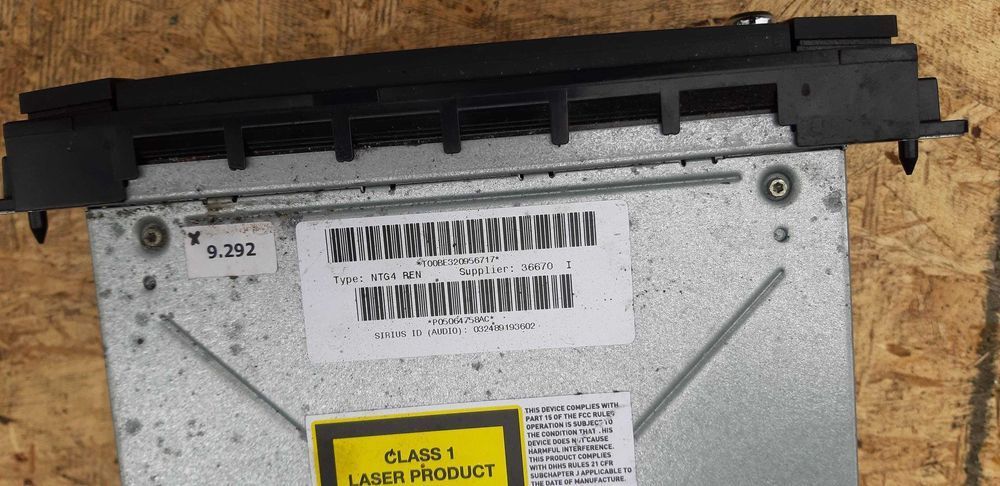 9.292
*T00BE320956717*
Type: NTG4 REN Supplier: 36670 I
*P05064758AC*
SIRIUS ID (AUDIO): 032489193602
CLASS 1
LASER PRODUCT
THIS DEVICE COMPLIES WITH
PART 15 OF THE FCC RULES
OPERATION IS SUBJECT TO
THE CONDITION THAT THIS
DEVICE DOES NOT CAUSE
HARMFUL INTERFERENCE.
THIS PRODUCT COMPLIES
WITH DHHS RULES 21 CFR
SUBCHAPTER J APPLICABLE TO
THE DATE OF MANUFACTURE.